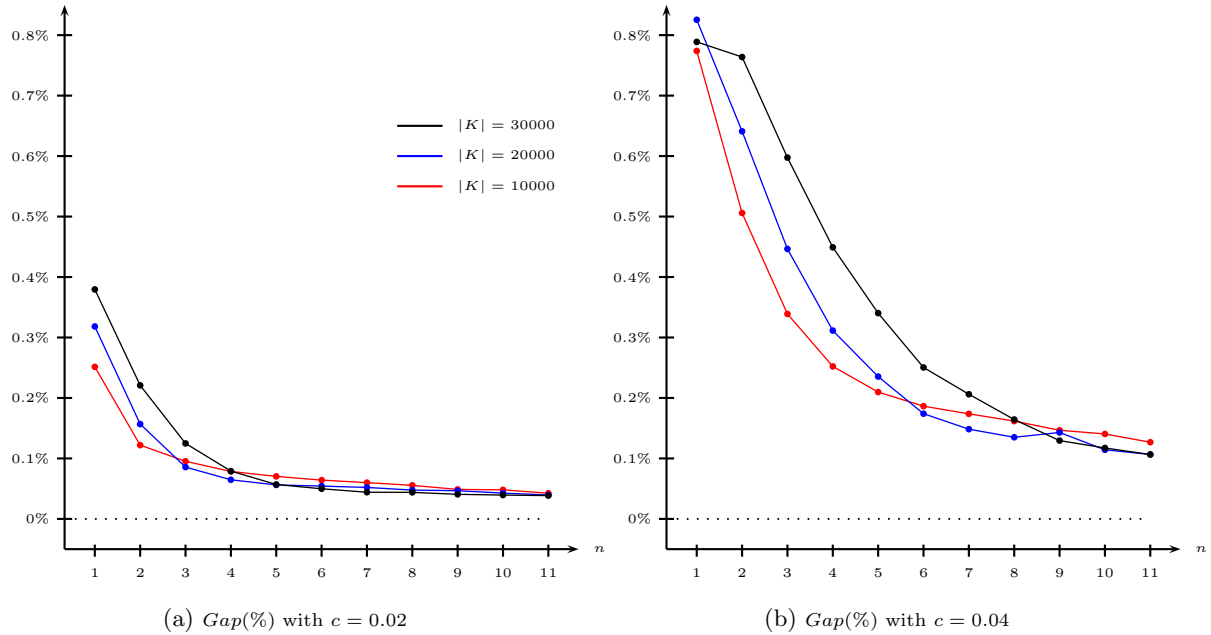 0.8%
0.7%
0.6%
0.5%
0.4%
0.3%
0.2%
0.1%
0%
1 2 3 4 5 6 7 8 9 10 11
n
|K| = 30000
|K| = 20000
|K| = 10000
(a) Gap(%) with c = 0.02
0.8%
0.7%
0.6%
0.5%
0.4%
0.3%
0.2%
0.1%
0%
1 2 3 4 5 6 7 8 9 10 11
n
(b) Gap(%) with c = 0.04